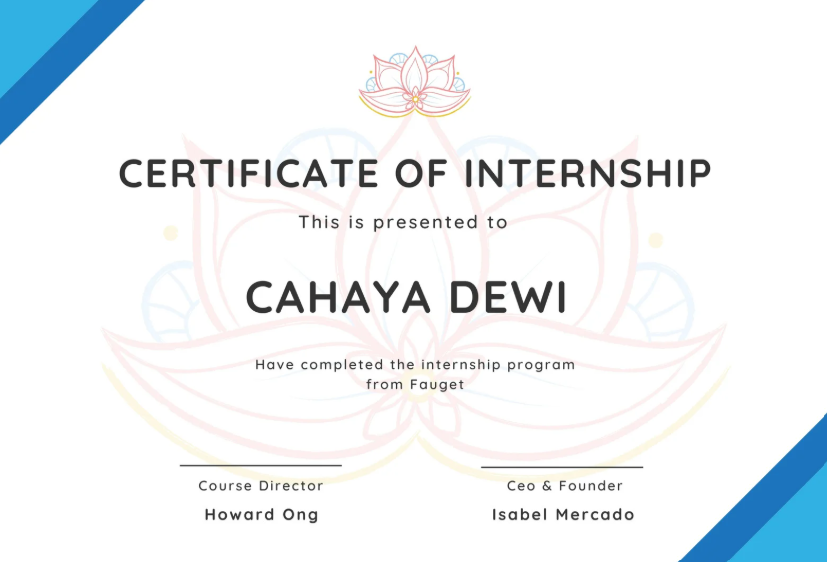 CERTIFICATE OF INTERNSHIP
This is presented to
CAHAYA DEWI
Have completed the internship program
from Fauget
Course Director
Howard Ong
Ceo & Founder
Isabel Mercado